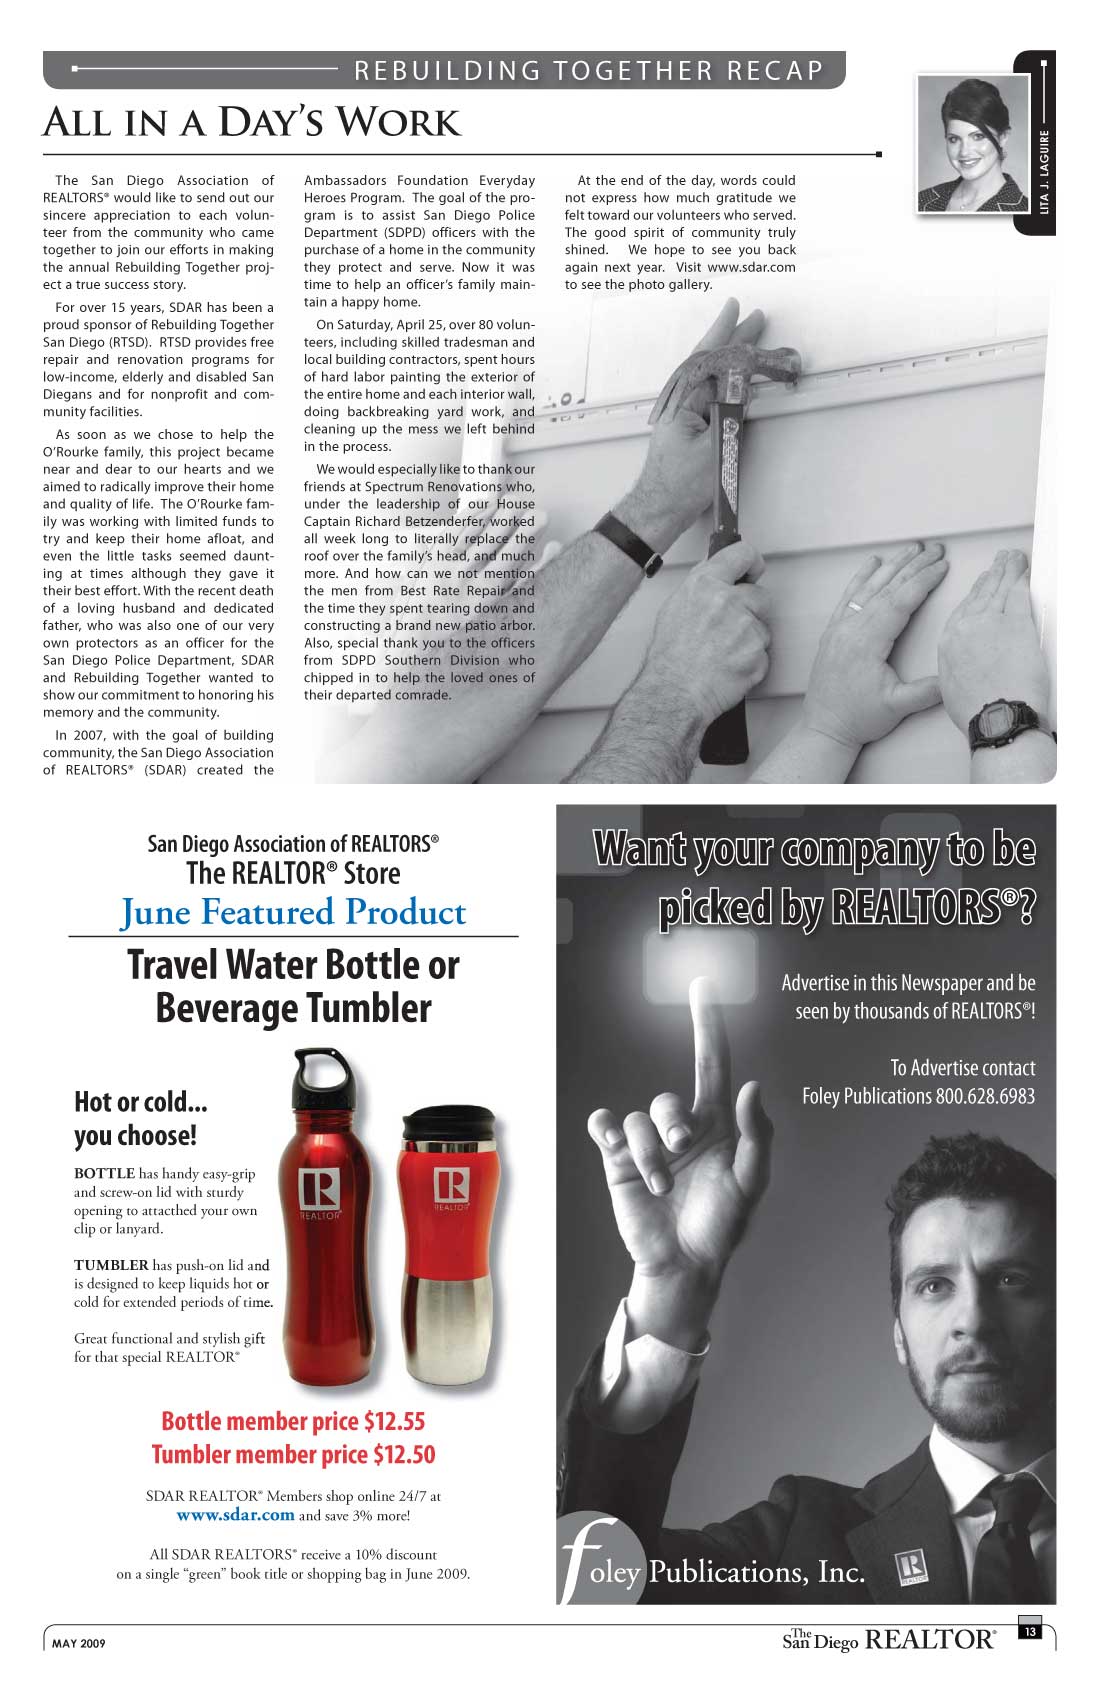 REBUILDING TOGETHER RECAP
ALL IN A DAY'S WORK
LITA J. LAGUIRE
The San Diego Association of
REALTORS® would like to send out our
sincere appreciation to each volun-
teer from the community who came
together to join our efforts in making
the annual Rebuilding Together proj-
ect a true success story.
For over 15 years, SDAR has been a
proud sponsor of Rebuilding Together
San Diego (RTSD). RTSD provides free
repair and renovation programs for
low-income, elderly and disabled San
Diegans and for nonprofit and com-
munity facilities.
As soon as we chose to help the
O'Rourke family, this project became
near and dear to our hearts and we
aimed to radically improve their home
and quality of life. The O'Rourke fam-
ily was working with limited funds to
try and keep their home afloat, and
even the little tasks seemed daunt-
ing at times although they gave it
their best effort. With the recent death
of a loving husband and dedicated
father, who was also one of our very
own protectors as an officer for the
San Diego Police Department, SDAR
and Rebuilding Together wanted to
show our commitment to honoring his
memory and the community.
In 2007, with the goal of building
community, the San Diego Association
of REALTORS® (SDAR) created the
Ambassadors Foundation Everyday
Heroes Program. The goal of the pro-
gram is to assist San Diego Police
Department (SDPD) officers with the
purchase of a home in the community
they protect and serve. Now it was
time to help an officer's family main-
tain a happy home.
On Saturday, April 25, over 80 volun-
teers, including skilled tradesman and
local building contractors, spent hours
of hard labor painting the exterior of
the entire home and each interior wall,
doing backbreaking yard work, and
cleaning up the mess we left behind
in the process.
We would especially like to thank our
friends at Spectrum Renovations who,
under the leadership of our House
Captain Richard Betzenderfer, worked
all week long to literally replace the
roof over the family's head, and much
more. And how can we not mention
the men from Best Rate Repair and
the time they spent tearing down and
constructing a brand new patio arbor.
Also, special thank you to the officers
from SDPD Southern Division who
chipped in to help the loved ones of
their departed comrade.
At the end of the day, words could
not express how much gratitude we
felt toward our volunteers who served.
The good spirit of community truly
shined. We hope to see you back
again next year. Visit www.sdar.com
to see the photo gallery.
San Diego Association of REALTORS®
The REALTOR® Store
June Featured Product
Travel Water Bottle or
Beverage Tumbler
Hot or cold...
you choose!
BOTTLE has handy easy-grip
and screw-on lid with sturdy
opening to attacthed your own
clip or lanyard.
TUMBLER has push-on lid and
is designed to keep liquids hot or
cold for extended periods of time.
Great functional and stylish gift
for that special REALTOR®
R
REALTOR®
R
REALTOR®
Bottle member price $12.55
Tumbler member price $12.50
SDAR REALTOR® Members shop online 24/7 at
www.sdar.com and save 3% more!
All SDAR REALTORS® receive a 10% discount
on a single “green” book title or shopping bag in June 2009.
Want your company to be
picked by REALTORS®?
Advertise in this Newspaper and be
seen by thousands of REALTORS®!
To Advertise contact
Foley Publications 800.628.6983
R
REALTOR
foley Publications, Inc.
MAY 2009
The San Diego REALTOR®
13